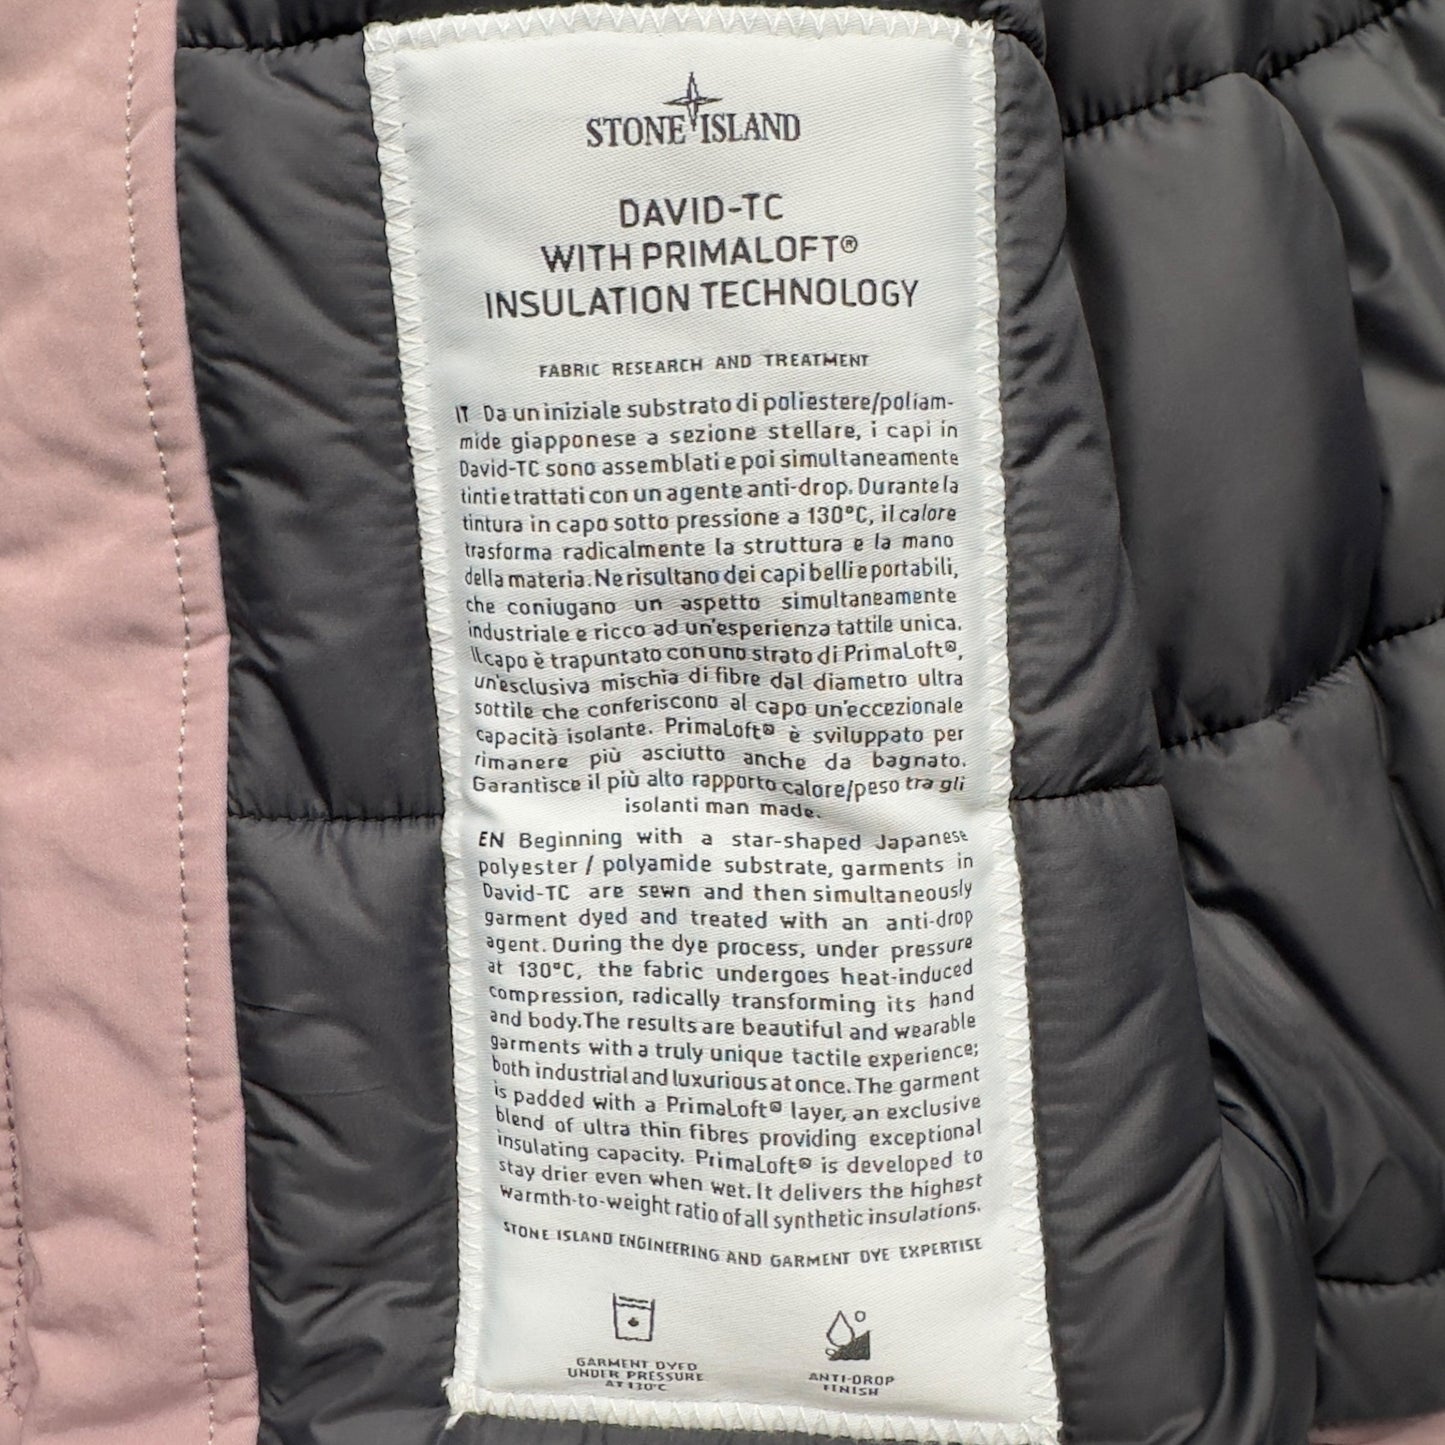 STONE ISLAND
DAVID-TC
WITH PRIMALOFT®
INSULATION TECHNOLOGY
FABRIC RESEARCH AND TREATMENT
IT Da un iniziale substrato di poliestere/poliam-
mide giapponese a sezione stellare, i capi in
David-TC sono assemblati e poi simultaneamente
tinti e trattati con un agente anti-drop. Durante la
tintura in capo sotto pressione a 130°C, il calore
trasforma radicalmente la struttura e la mano
della materia. Ne risultano dei capi belli e portabili,
che coniugano un aspetto simultaneamente
industriale e ricco ad un'esperienza tattile unica.
Il capo è trapuntato con uno strato di PrimaLoft®,
un'esclusiva mischia di fibre dal diametro ultra
sottile che conferiscono al capo un'eccezionale
capacità isolante. PrimaLoft® è sviluppato per
rimanere più asciutto anche da bagnato.
Garantisce il più alto rapporto calore/peso tra gli
isolanti man made.
EN Beginning with a star-shaped Japanese
polyester / polyamide substrate, garments in
David-TC are sewn and then simultaneously
garment dyed and treated with an anti-drop
agent. During the dye process, under pressure
at 130°C, the fabric undergoes heat-induced
compression, radically transforming its hand
and body. The results are beautiful and wearable
garments with a truly unique tactile experience;
both industrial and luxurious at once. The garment
is padded with a PrimaLoft® layer, an exclusive
blend of ultra thin fibres providing exceptional
insulating capacity. PrimaLoft® is developed to
stay drier even when wet. It delivers the highest
warmth-to-weight ratio of all synthetic insulations.
STONE ISLAND ENGINEERING AND GARMENT DYE EXPERTISE
GARMENT DYED
UNDER PRESSURE
AT 130°C
ANTI-DROP
FINISH